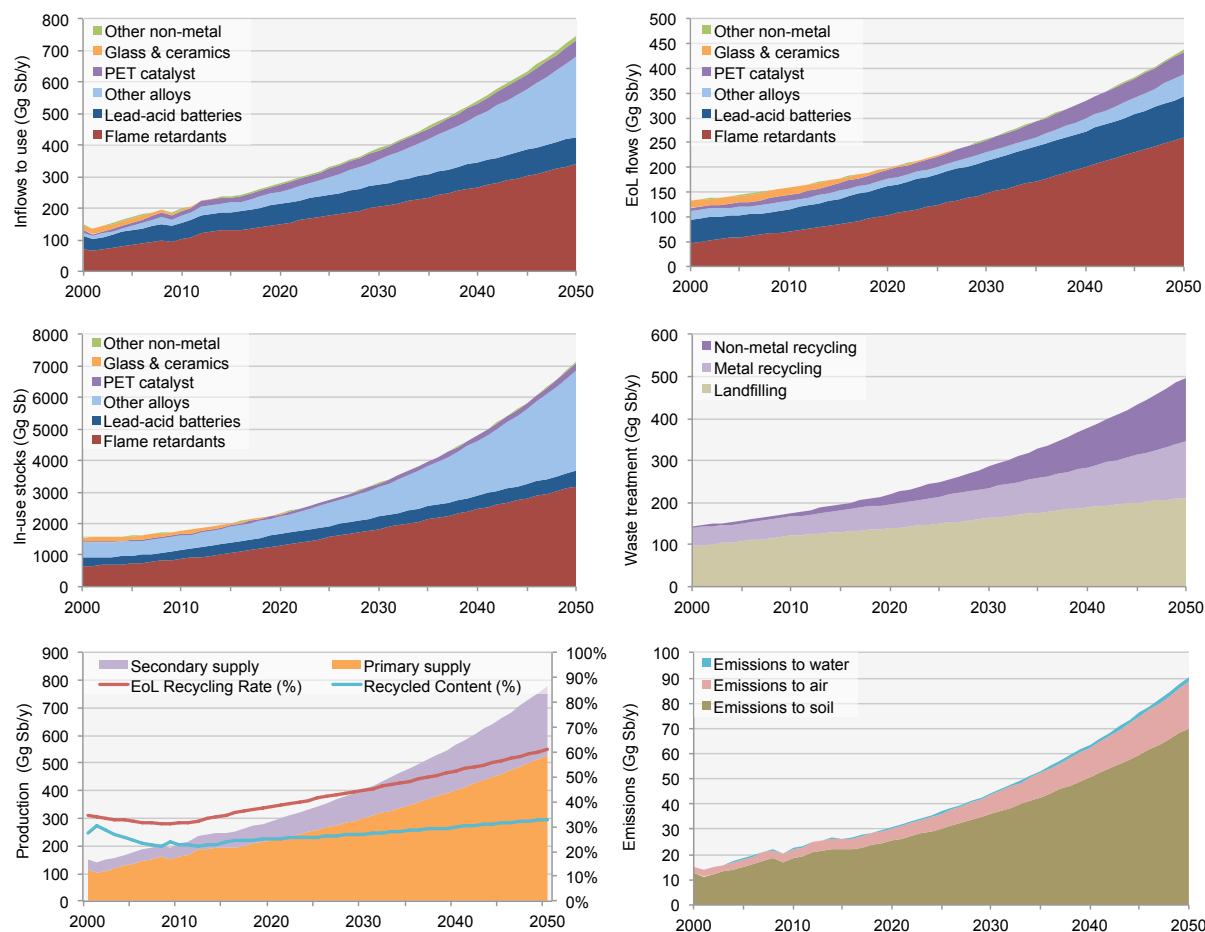 Inflows to use (Gg Sb/y)
800
700
600
500
400
300
200
100
0
Other non-metal
Glass & ceramics
PET catalyst
Other alloys
Lead-acid batteries
Flame retardants
2000 2010 2020 2030 2040 2050
EoL flows (Gg Sb/y)
500
450
400
350
300
250
200
150
100
50
0
Other non-metal
Glass & ceramics
PET catalyst
Other alloys
Lead-acid batteries
Flame retardants
2000 2010 2020 2030 2040 2050
In-use stocks (Gg Sb)
8000
7000
6000
5000
4000
3000
2000
1000
0
Other non-metal
Glass & ceramics
PET catalyst
Other alloys
Lead-acid batteries
Flame retardants
2000 2010 2020 2030 2040 2050
Waste treatment (Gg Sb/y)
600
500
400
300
200
100
0
Non-metal recycling
Metal recycling
Landfilling
2000 2010 2020 2030 2040 2050
Production (Gg Sb/y)
900
800
700
600
500
400
300
200
100
0
Secondary supply Primary supply
EoL Recycling Rate (%) Recycled Content (%)
100%
90%
80%
70%
60%
50%
40%
30%
20%
10%
0%
2000 2010 2020 2030 2040 2050
Emissions (Gg Sb/y)
100
90
80
70
60
50
40
30
20
10
0
Emissions to water
Emissions to air
Emissions to soil
2000 2010 2020 2030 2040 2050